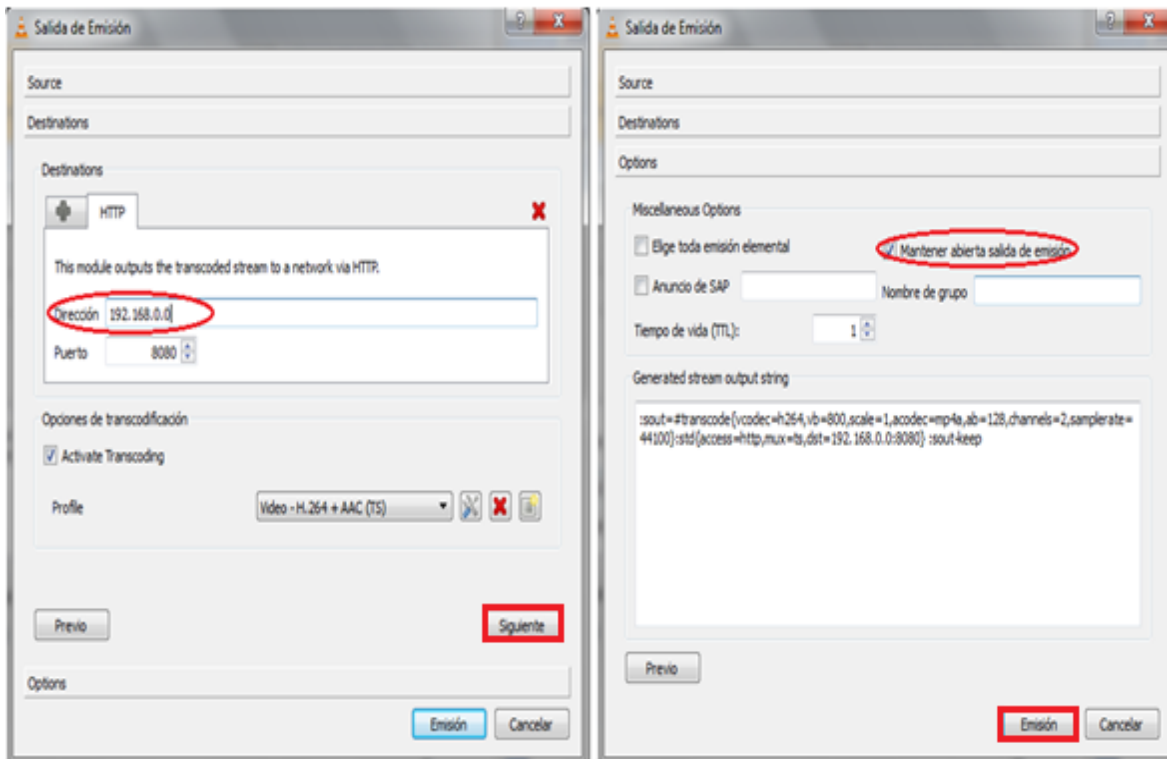 Salida de Emisión
Source
Destinations
Destinations
HTTP
This module outputs the transcoded stream to a network via HTTP.
Dirección 192.168.0.0
Puerto 8080
Opciones de transcodificación
Activate Transcoding
Profile Video - H.264 + AAC (TS)
Previo Siguiente
Options
Emisión Cancelar
Salida de Emisión
Source
Destinations
Options
Miscellaneous Options
Elige toda emisión elemental Mantener abierta salida de emisión
Anuncio de SAP Nombre de grupo
Tiempo de vida (TTL): 1
Generated stream output string
:sout=#transcode{vcodec=h264,vb=800,scale=1,acodec=mp4a,ab=128,channels=2,samplerate=
44100}:std{access=http,mux=ts,dst=192.168.0.0:8080} :sout-keep
Previo
Emisión Cancelar